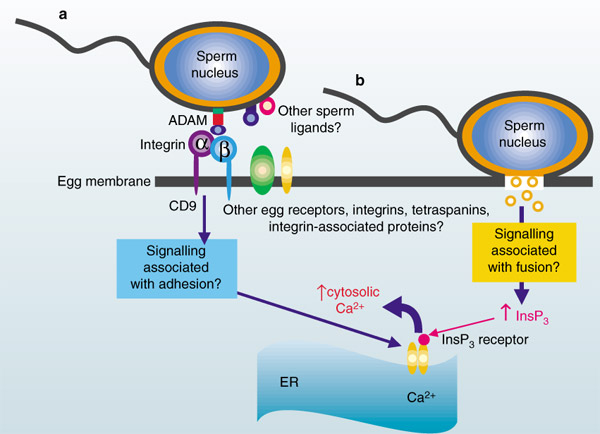 a
Sperm
nucleus
ADAM
Other sperm
ligands?
Integrin
α
β
Egg membrane
CD9
Other egg receptors, integrins, tetraspanins,
integrin-associated proteins?
Signalling
associated
with adhesion?
b
Sperm
nucleus
Signalling
associated
with fusion?
↑InsP₃
↑cytosolic
Ca²⁺
InsP₃ receptor
ER
Ca²⁺